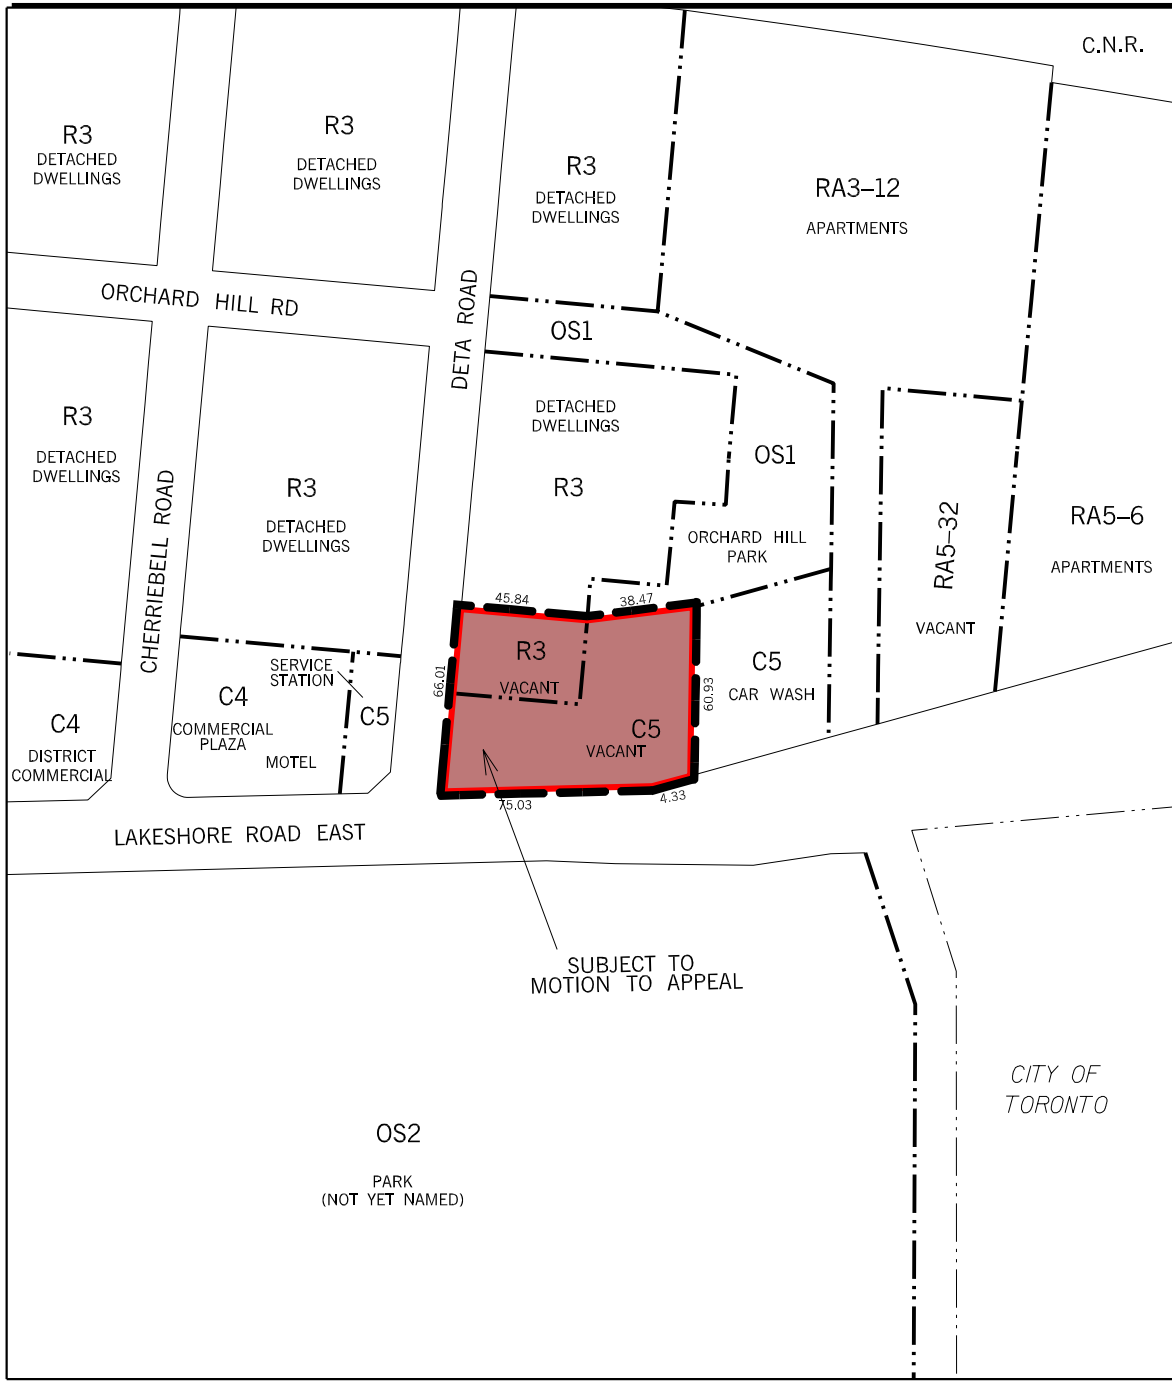 C.N.R.
R3
DETACHED
DWELLINGS
R3
DETACHED
DWELLINGS
R3
DETACHED
DWELLINGS
RA3–12
APARTMENTS
ORCHARD HILL RD
DETA ROAD
OS1
R3
DETACHED
DWELLINGS
CHERRIEBELL ROAD
R3
DETACHED
DWELLINGS
DETACHED
DWELLINGS
R3
OS1
ORCHARD HILL
PARK
RA5–32
VACANT
RA5–6
APARTMENTS
45.84
38.47
66.01
60.93
R3
VACANT
C5
VACANT
75.03
4.33
C5
CAR WASH
SERVICE
STATION
C4
COMMERCIAL
PLAZA
MOTEL
C5
C4
DISTRICT
COMMERCIAL
LAKESHORE ROAD EAST
SUBJECT TO
MOTION TO APPEAL
CITY OF
TORONTO
OS2
PARK
(NOT YET NAMED)